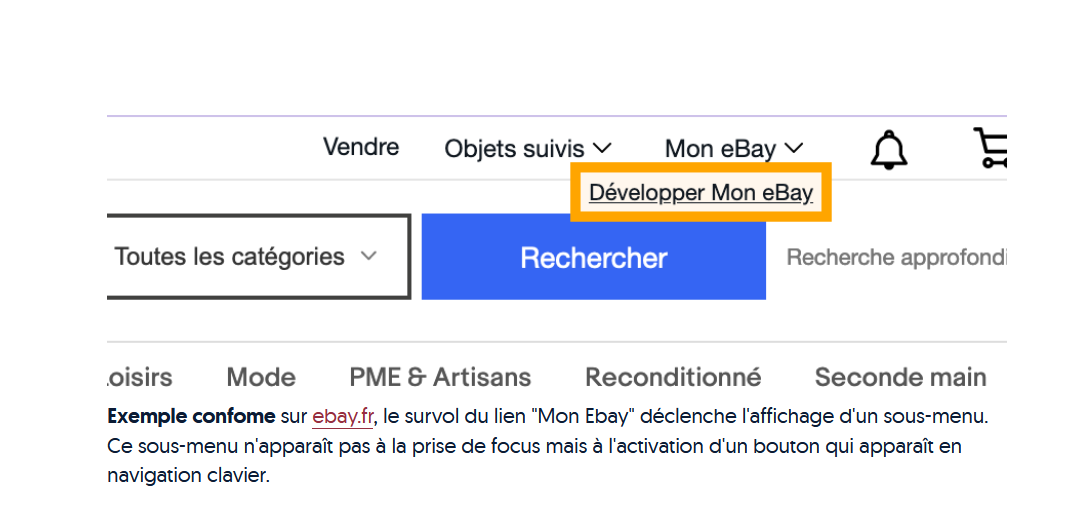 Vendre Objets suivis Mon eBay
Développer Mon eBay
Toutes les catégories Rechercher Recherche approfondi
oisirs Mode PME & Artisans Reconditionné Seconde main
Exemple confome sur ebay.fr, le survol du lien "Mon Ebay" déclenche l'affichage d'un sous-menu.
Ce sous-menu n'apparaît pas à la prise de focus mais à l'activation d'un bouton qui apparaît en
navigation clavier.